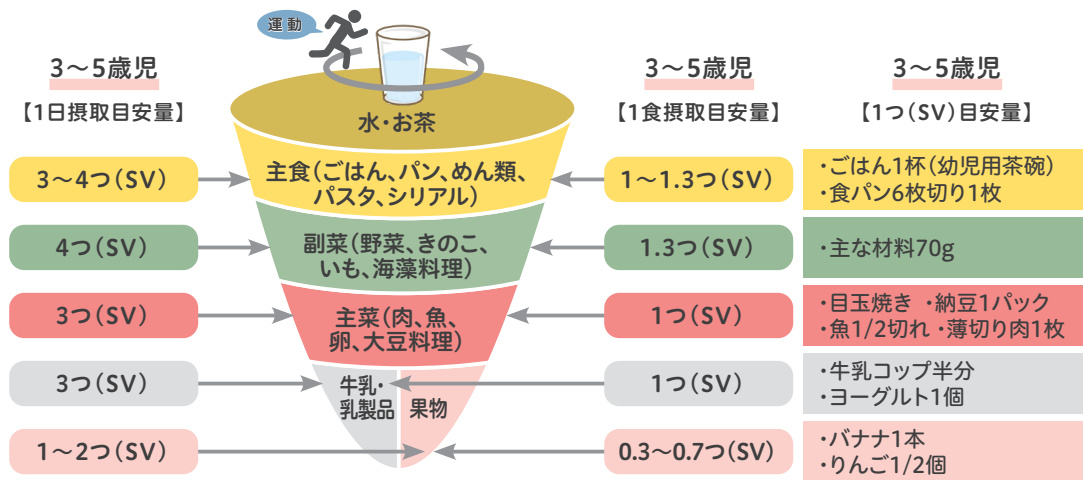 運動
3～5歳児
【1日摂取目安量】
3～5歳児
【1食摂取目安量】
3～5歳児
【1つ（SV）目安量】
水・お茶
3～4つ（SV）
主食（ごはん、パン、めん類、
パスタ、シリアル）
1～1.3つ（SV）
・ごはん1杯（幼児用茶碗）
・食パン6枚切り1枚
4つ（SV）
副菜（野菜、きのこ、
いも、海藻料理）
1.3つ（SV）
・主な材料70g
3つ（SV）
主菜（肉、魚、
卵、大豆料理）
1つ（SV）
・目玉焼き ・納豆1パック
・魚1/2切れ ・薄切り肉1枚
3つ（SV）
牛乳・
乳製品
果物
1つ（SV）
・牛乳コップ半分
・ヨーグルト1個
1～2つ（SV）
0.3～0.7つ（SV）
・バナナ1本
・りんご1/2個